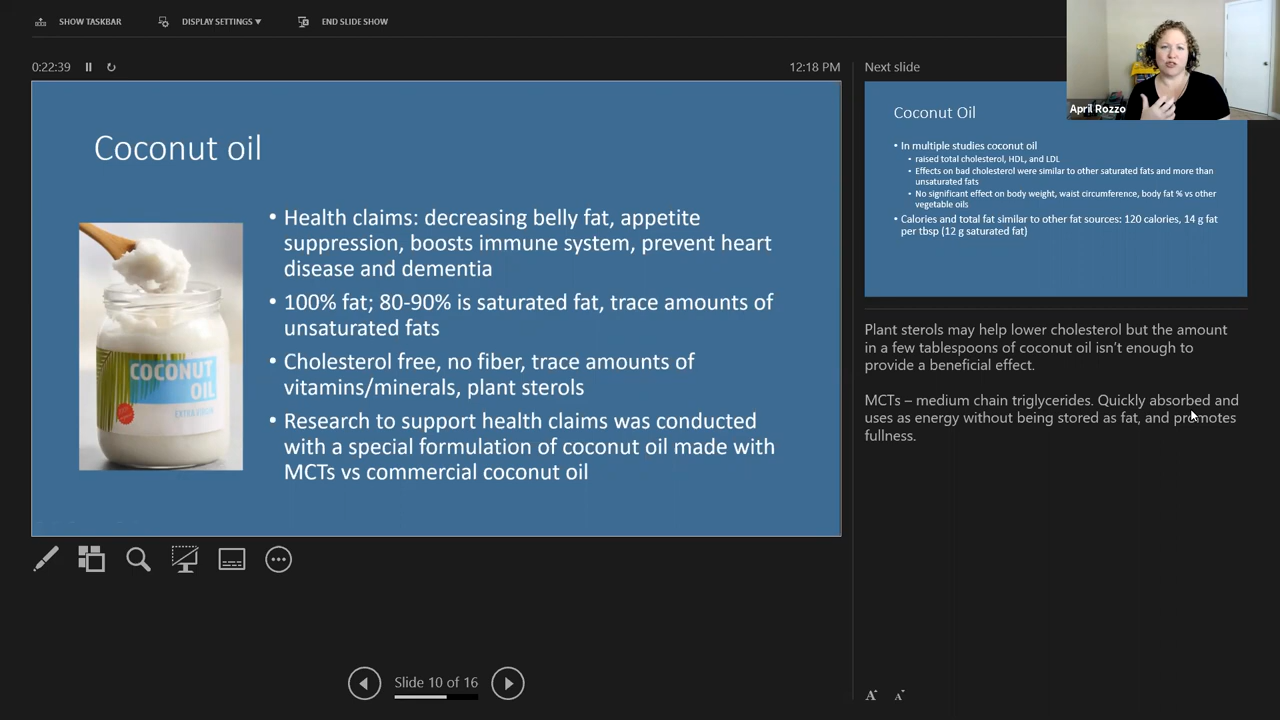 SHOW TASKBAR
DISPLAY SETTINGS ▼
END SLIDE SHOW
0:22:39
12:18 PM
Coconut oil
COCONUT
OIL
EXTRA VIRGIN
• Health claims: decreasing belly fat, appetite
suppression, boosts immune system, prevent heart
disease and dementia
• 100% fat; 80-90% is saturated fat, trace amounts of
unsaturated fats
• Cholesterol free, no fiber, trace amounts of
vitamins/minerals, plant sterols
• Research to support health claims was conducted
with a special formulation of coconut oil made with
MCTs vs commercial coconut oil
Slide 10 of 16
Next slide
April Rozzo
Coconut Oil
• In multiple studies coconut oil
• raised total cholesterol, HDL, and LDL
• Effects on bad cholesterol were similar to other saturated fats and more than
unsaturated fats
• No significant effect on body weight, waist circumference, body fat % vs other
vegetable oils
• Calories and total fat similar to other fat sources: 120 calories, 14 g fat
per tbsp (12 g saturated fat)
Plant sterols may help lower cholesterol but the amount
in a few tablespoons of coconut oil isn't enough to
provide a beneficial effect.
MCTs – medium chain triglycerides. Quickly absorbed and
uses as energy without being stored as fat, and promotes
fullness.
A
A